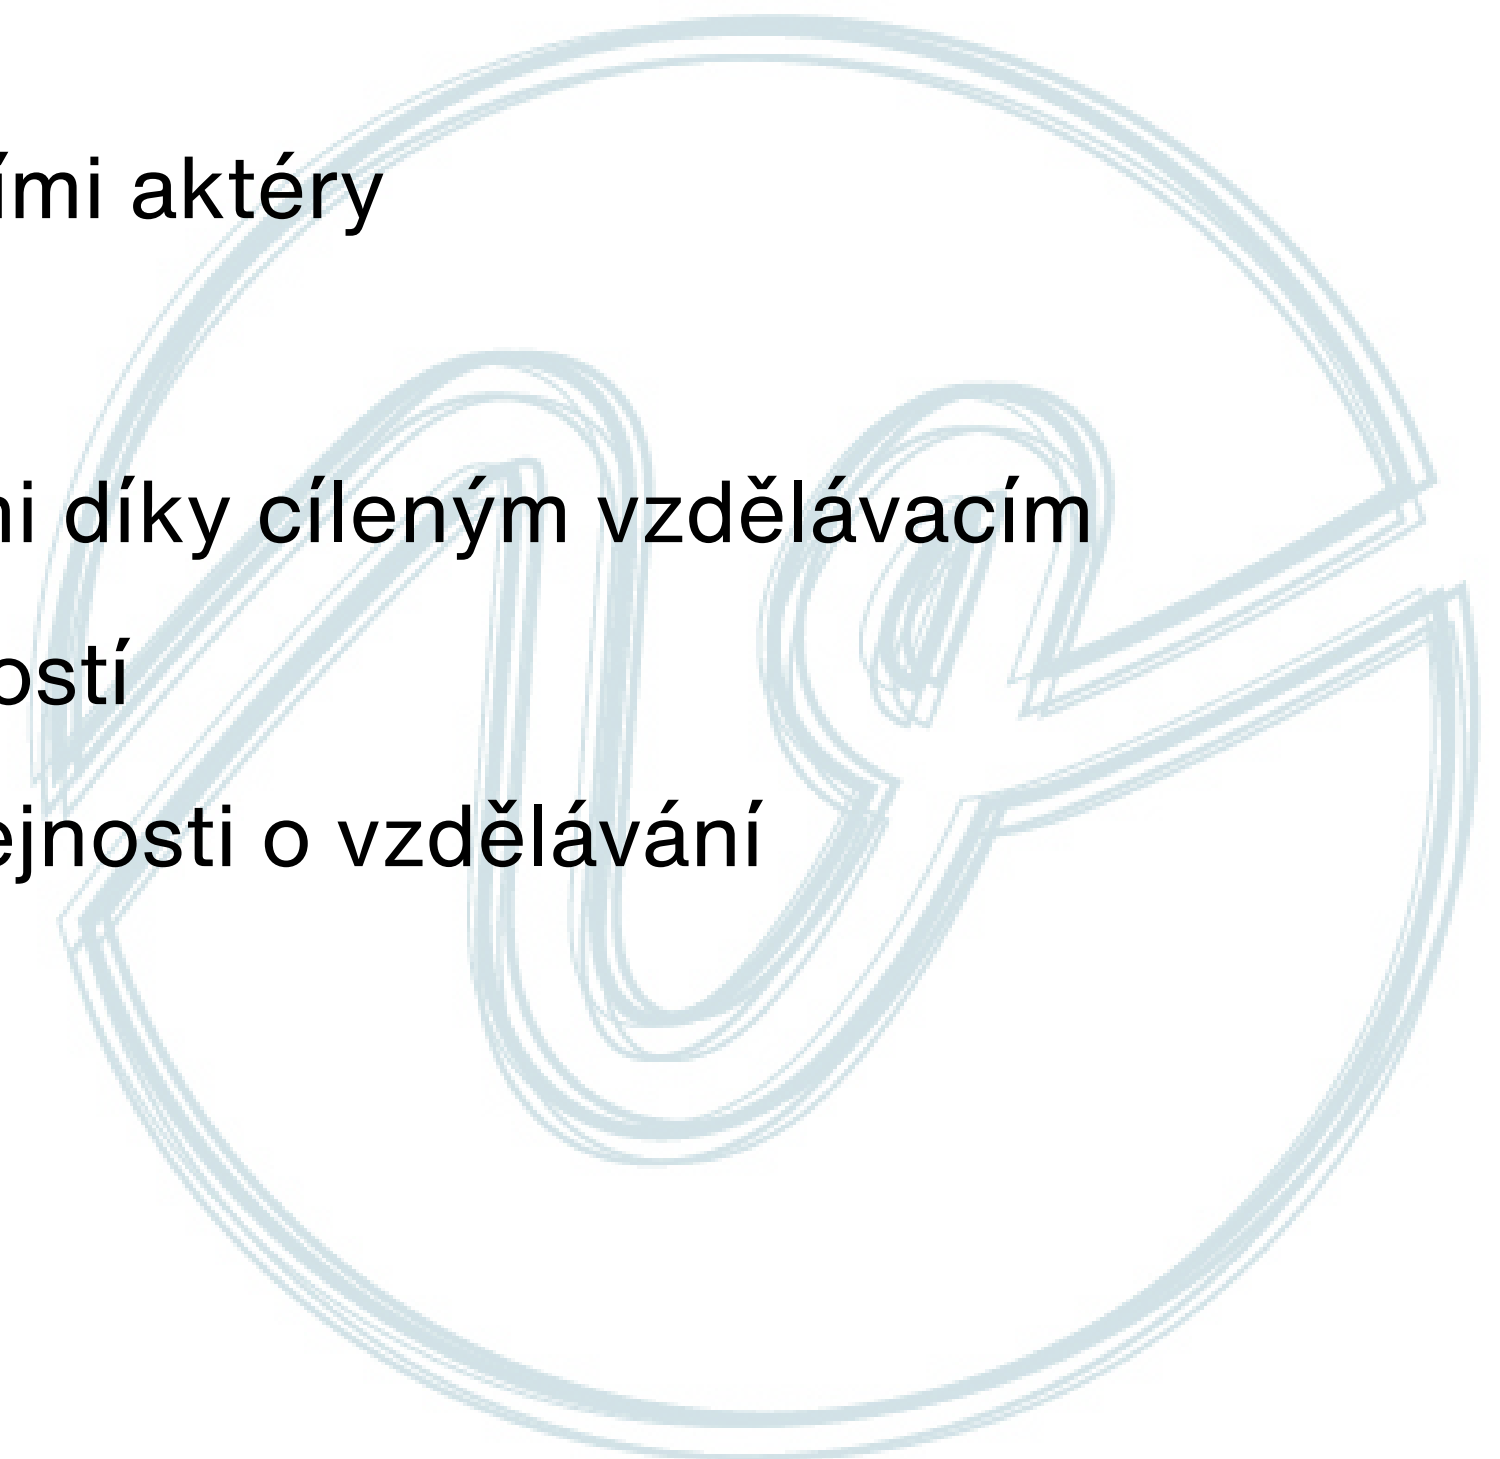 ími aktéry
ni díky cíleným vzdělávacím
ostí
ejnosti o vzdělávání